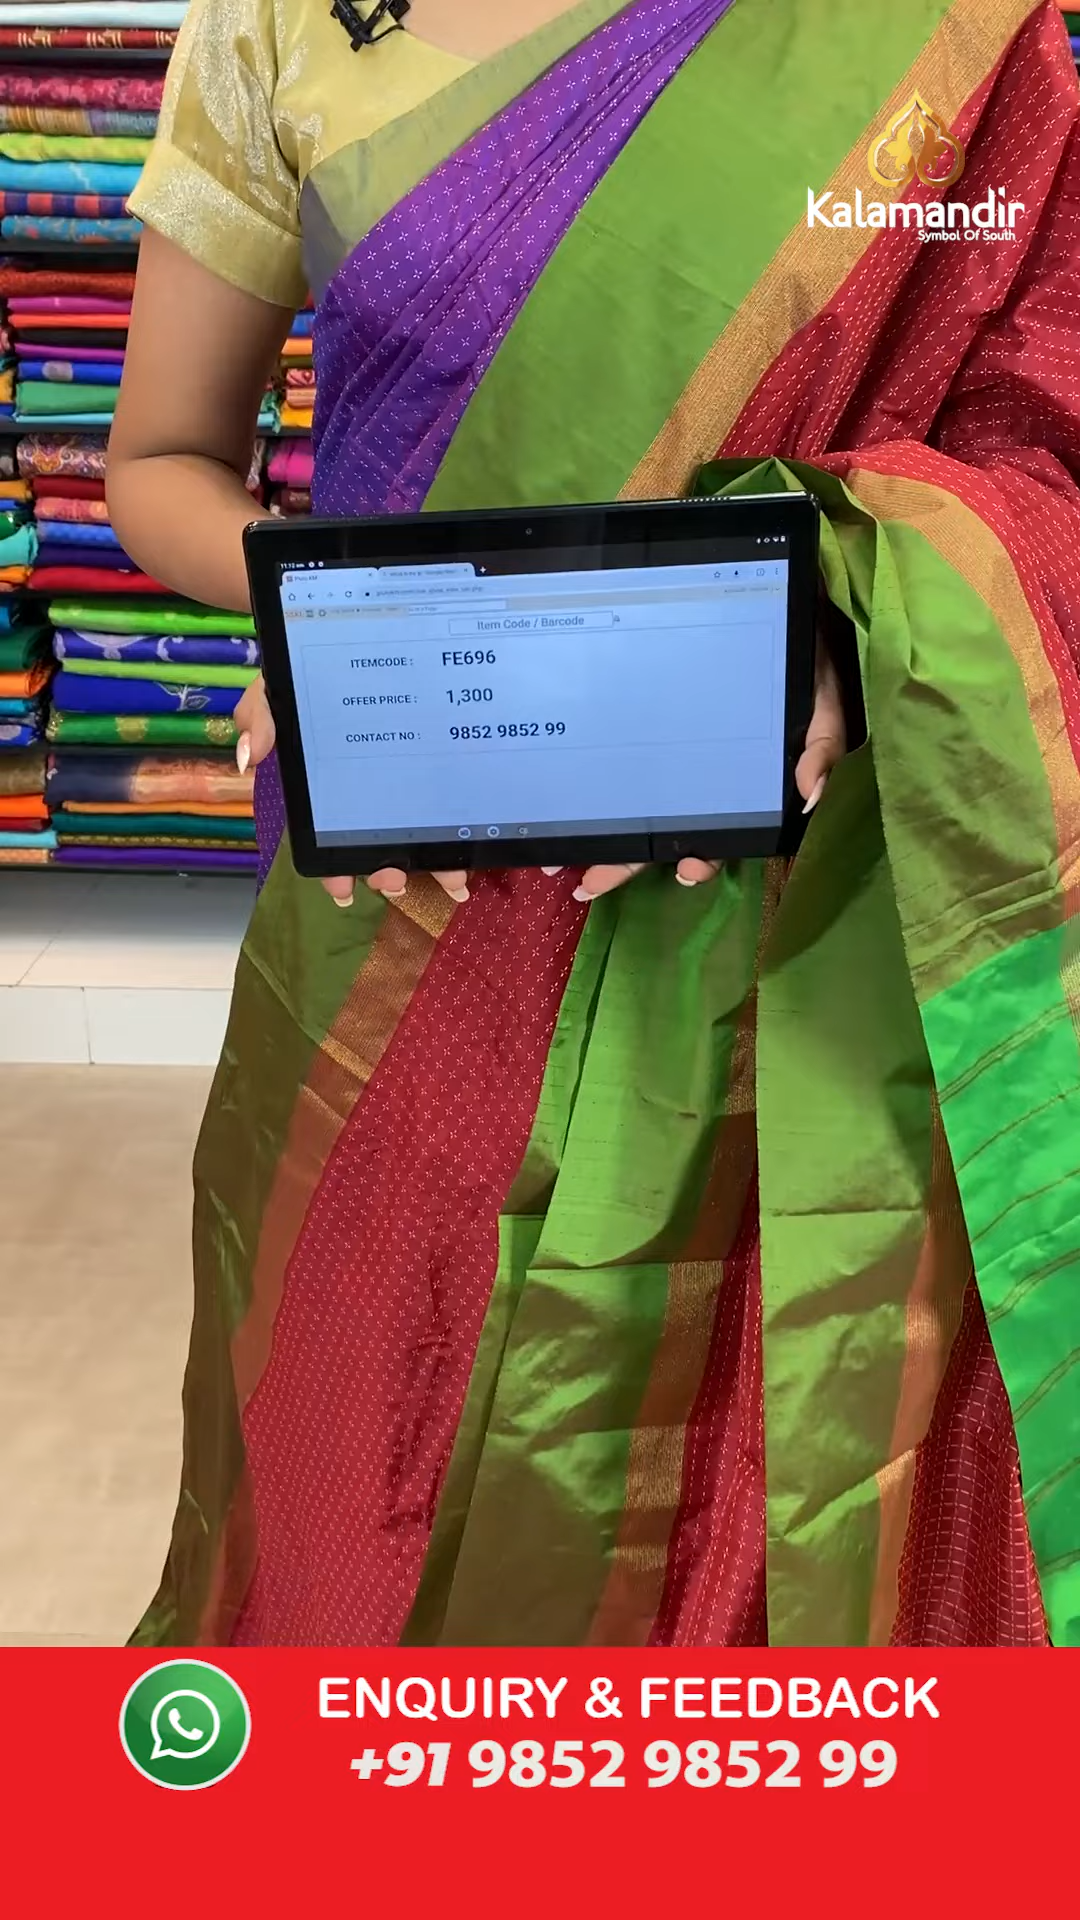 Kalamandir
Symbol Of South
Item Code / Barcode
ITEMCODE : FE696
OFFER PRICE : 1,300
CONTACT NO : 9852 9852 99
ENQUIRY & FEEDBACK
+91 9852 9852 99